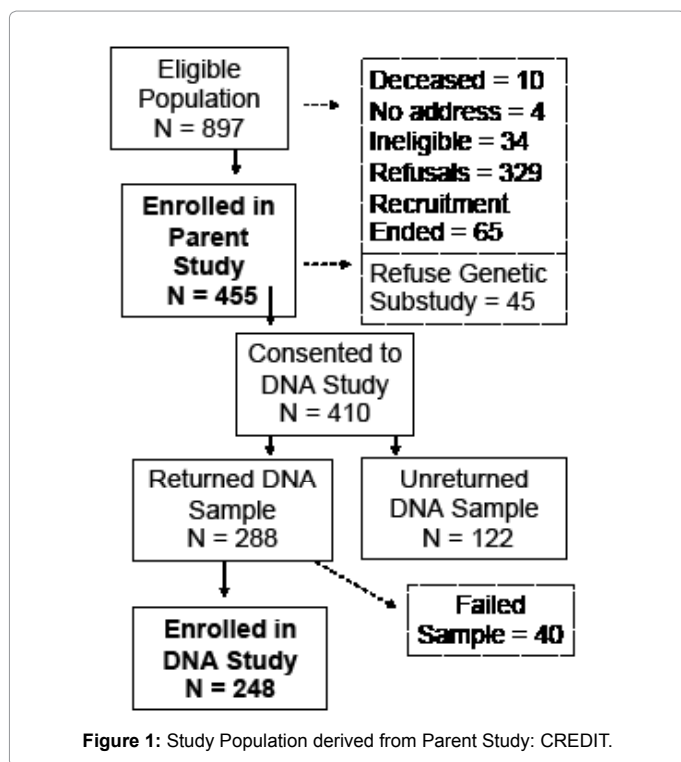 Eligible
Population
N = 897
Deceased = 10
No address = 4
Ineligible = 34
Refusals = 329
Recruitment
Ended = 65
Enrolled in
Parent
Study
N = 455
Refuse Genetic
Substudy = 45
Consented to
DNA Study
N = 410
Returned DNA
Sample
N = 288
Unreturned
DNA Sample
N = 122
Failed
Sample = 40
Enrolled in
DNA Study
N = 248
Figure 1: Study Population derived from Parent Study: CREDIT.